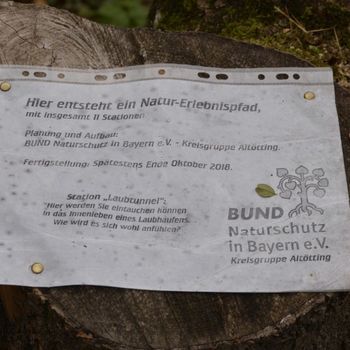 Hier entsteht ein Natur-Erlebnispfad,
mit insgesamt 11 Stationen
Planung und Aufbau:
BUND Naturschutz in Bayern e.V. - Kreisgruppe Altötting.
Fertigstellung: Spätestens Ende Oktober 2018.
Station „Laubtunnel“:
"Hier werden Sie eintauchen können
in das Innenleben eines Laubhaufens.
Wie wird es sich wohl anfühlen?"
BUND
Naturschutz
in Bayern e.V.
Kreisgruppe Altötting